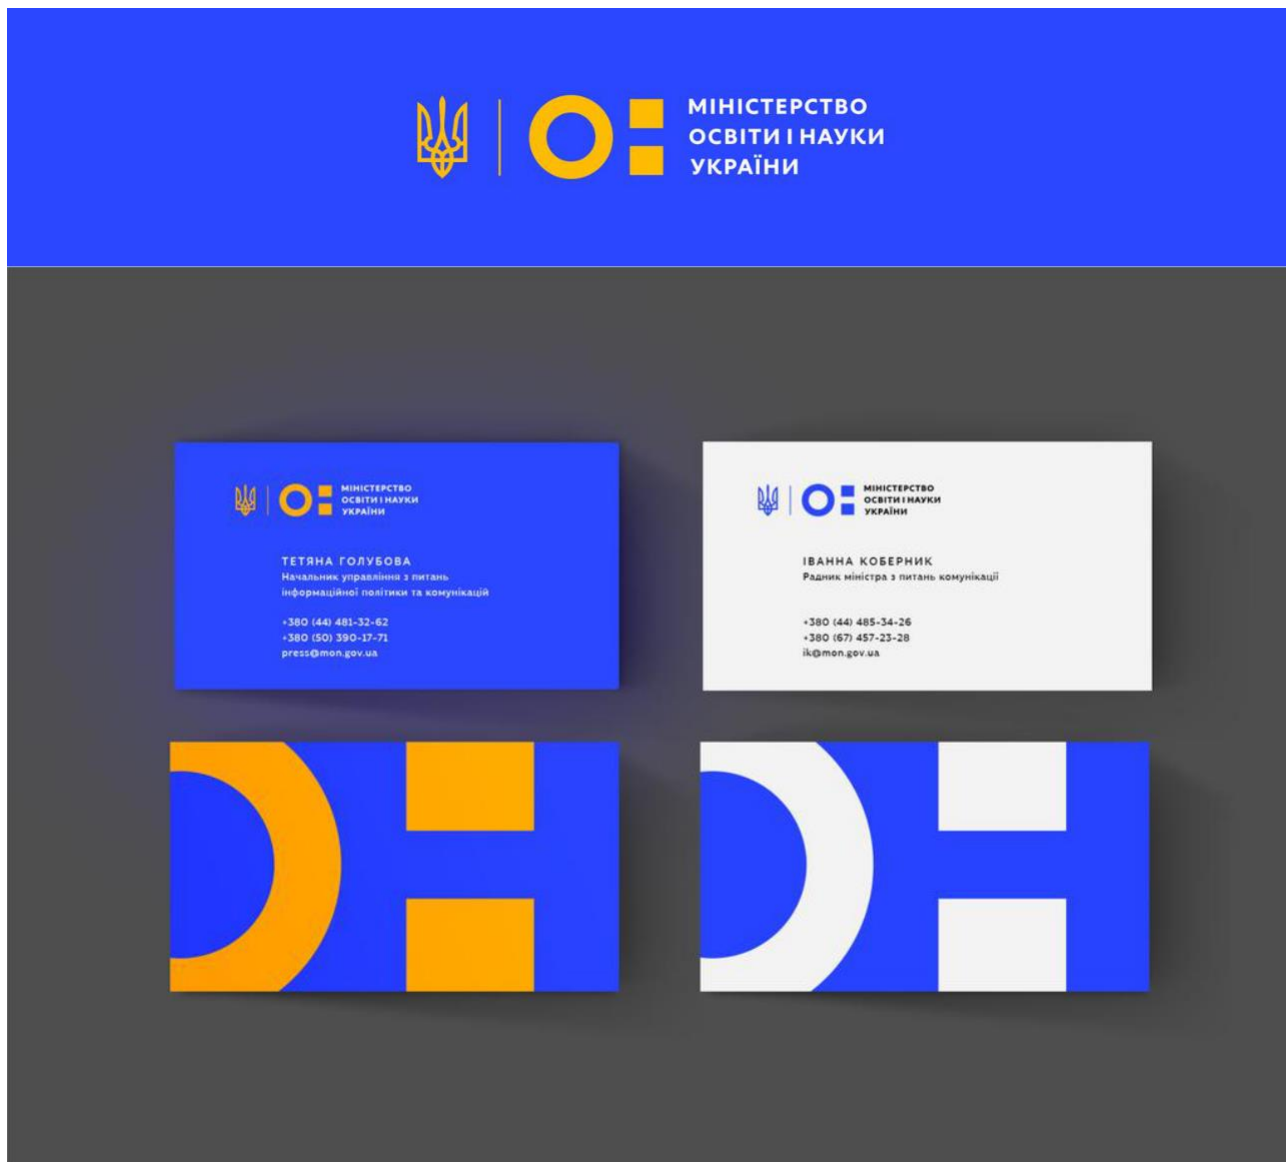 МІНІСТЕРСТВО
ОСВІТИ І НАУКИ
УКРАЇНИ
МІНІСТЕРСТВО
ОСВІТИ І НАУКИ
УКРАЇНИ
ТЕТЯНА ГОЛУБОВА
Начальник управління з питань
інформаційної політики та комунікацій
+380 (44) 481-32-62
+380 (50) 390-17-71
press@mon.gov.ua
МІНІСТЕРСТВО
ОСВІТИ І НАУКИ
УКРАЇНИ
ІВАННА КОБЕРНИК
Радник міністра з питань комунікації
+380 (44) 485-34-26
+380 (67) 457-23-28
ik@mon.gov.ua